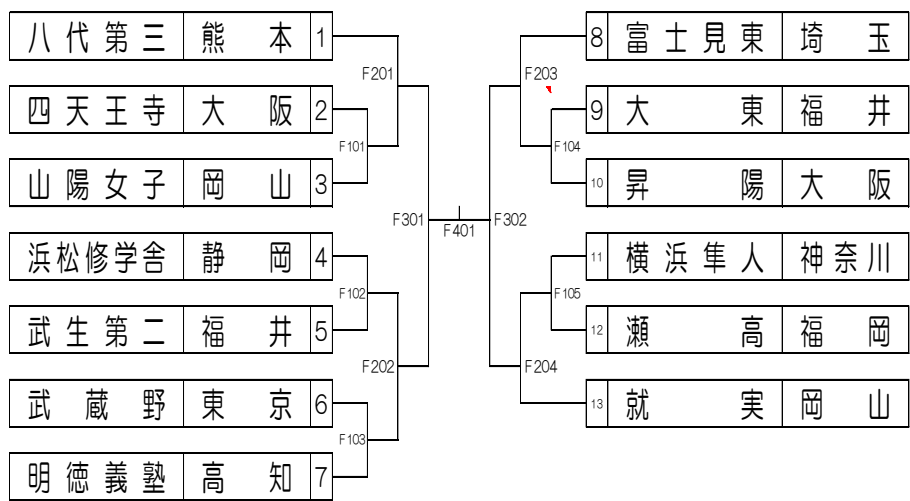 八代第三 熊本 1
F201
四天王寺 大阪 2
F101
山陽女子 岡山 3
F301
浜松修学舎 静岡 4
F102
武生第二 福井 5
F202
武蔵野 東京 6
F103
明徳義塾 高知 7
F401
8 富士見東 埼玉
F203
9 大東 福井
F104
10 昇陽 大阪
F302
11 横浜隼人 神奈川
F105
12 瀬高 福岡
F204
13 就実 岡山